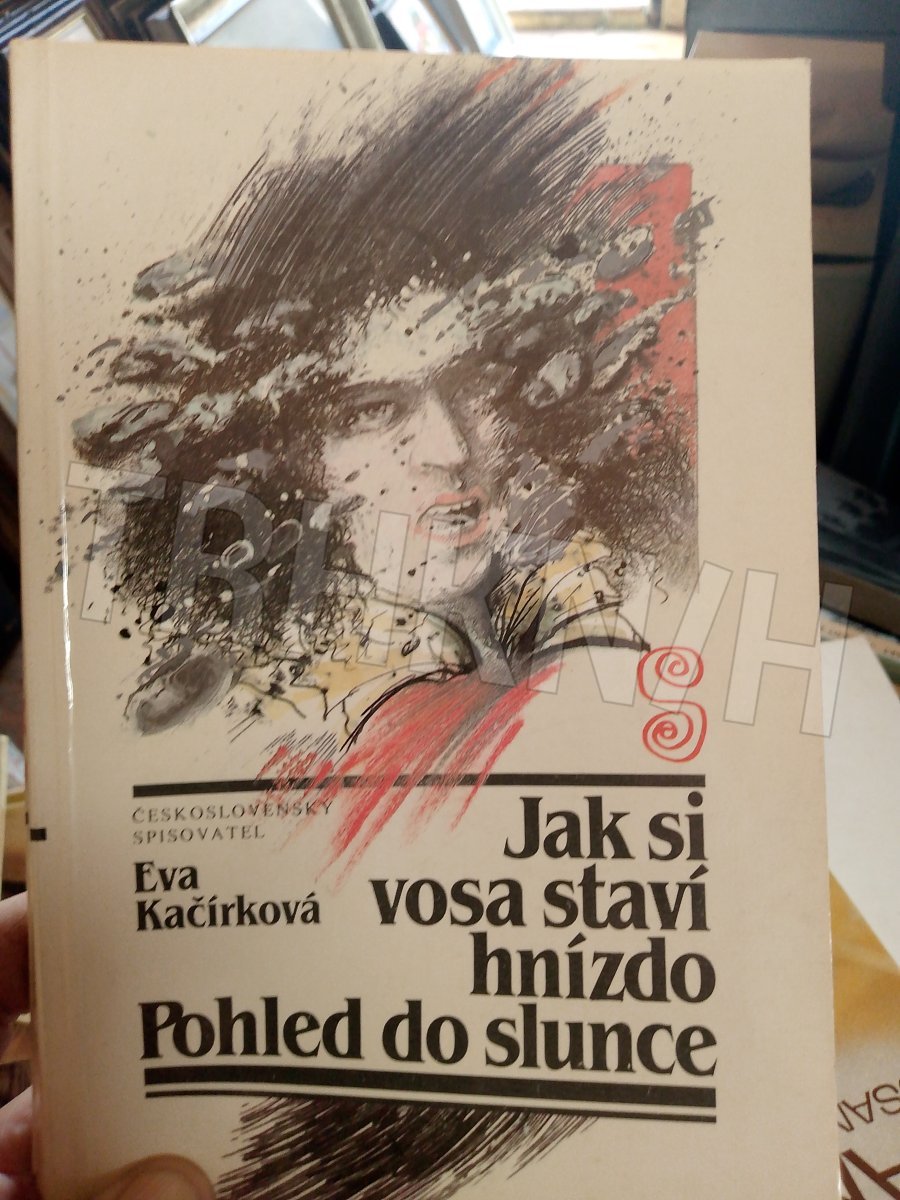 ČESKOSLOVENSKÝ
SPISOVATEL
Eva
Kačírková
Jak si
vosa staví
hnízdo
Pohled do slunce